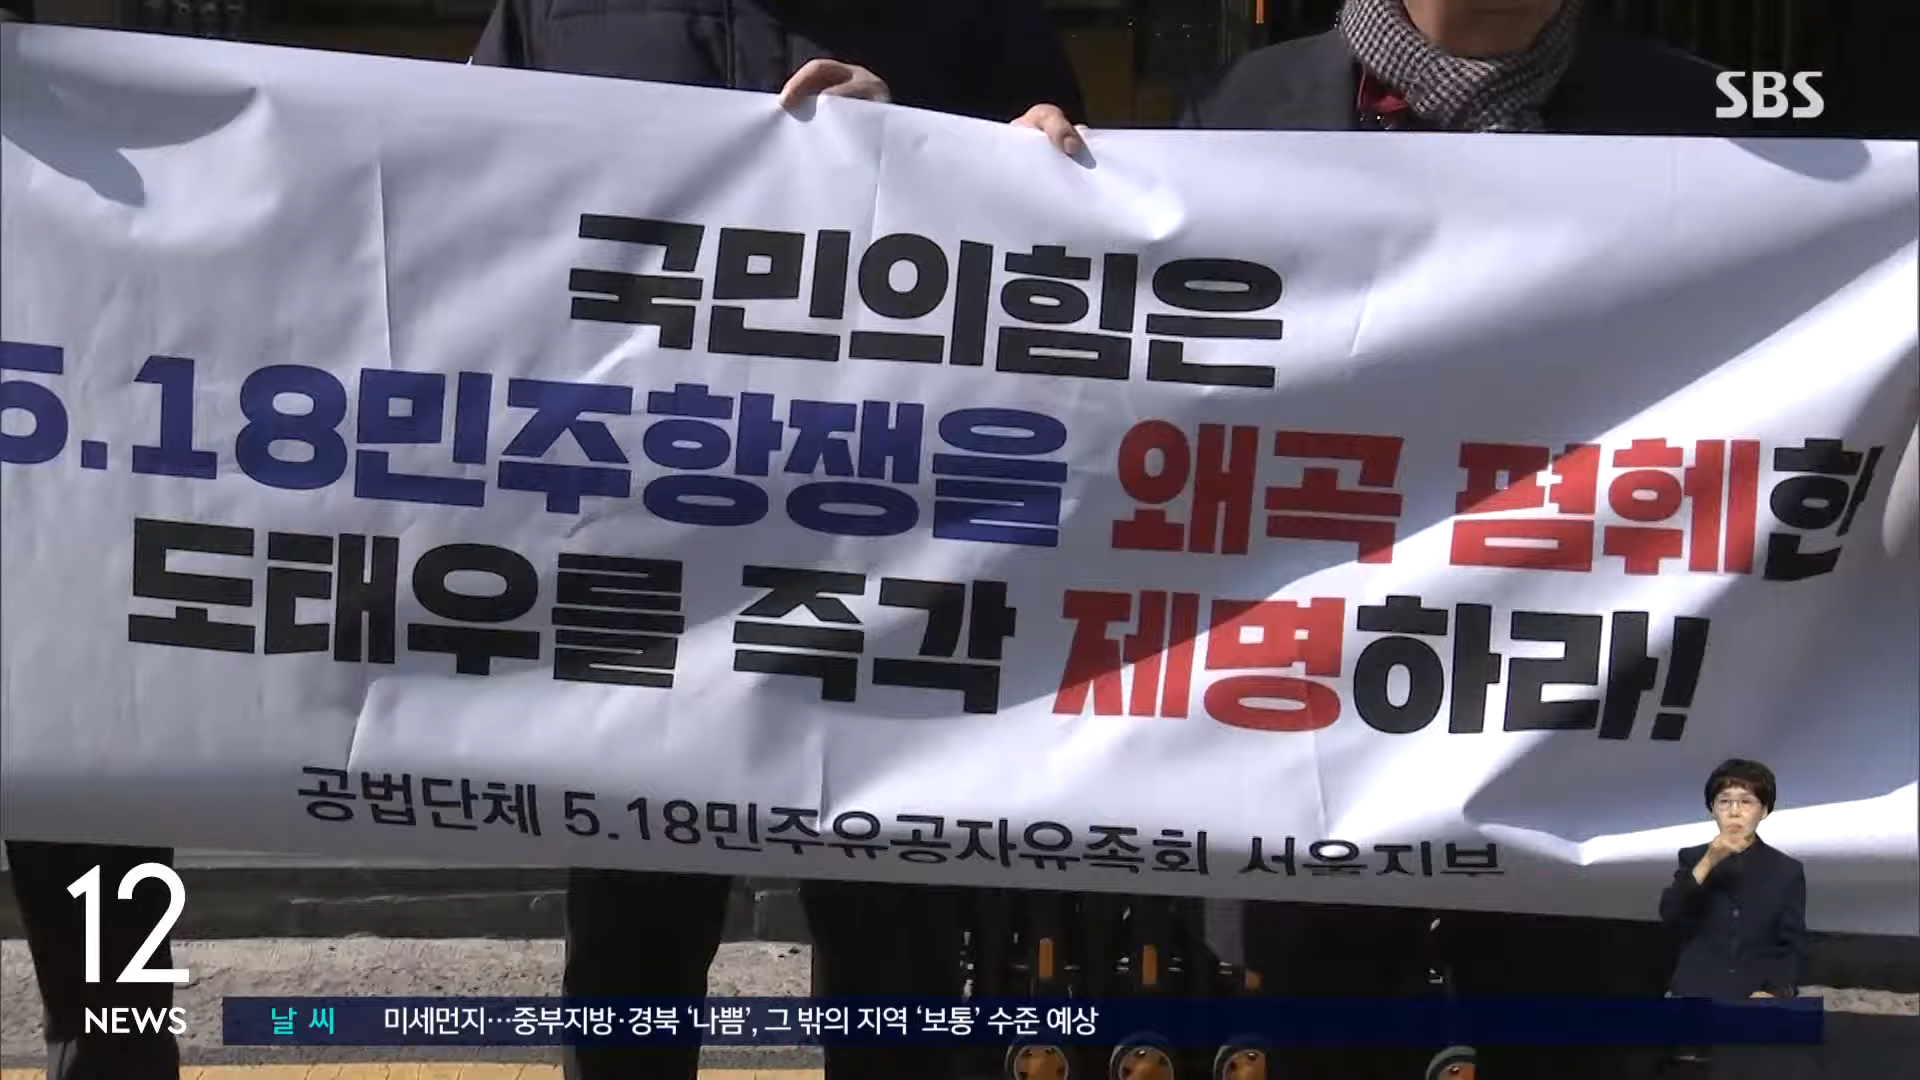 SBS
국민의힘은
5.18민주항쟁을 왜곡 폄훼한
도태우를 즉각 제명하라!
공법단체 5.18민주유공자유족회 서울지부
12
NEWS
날씨 미세먼지…중부지방·경북 ‘나쁨’, 그 밖의 지역 ‘보통’ 수준 예상